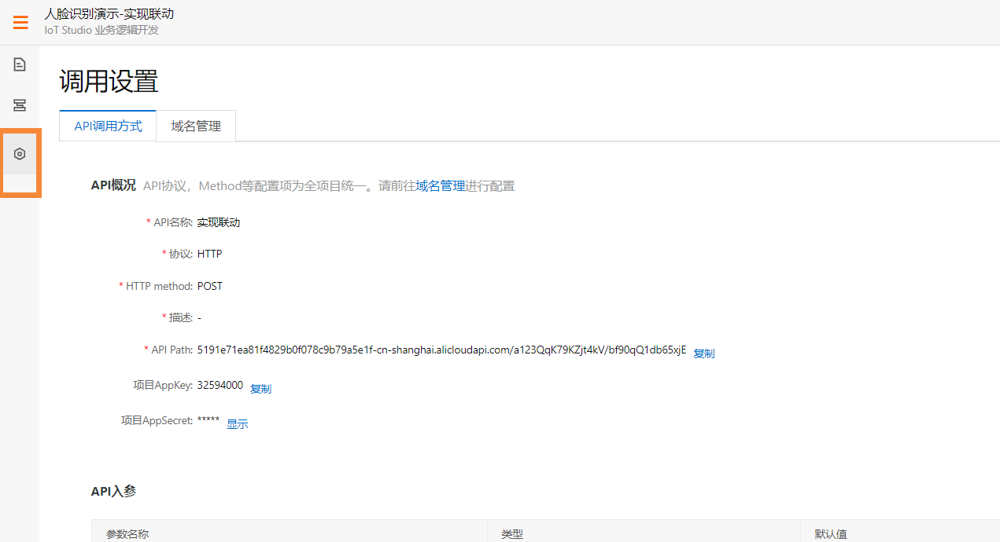 人脸识别演示-实现联动
IoT Studio 业务逻辑开发
调用设置
API调用方式 域名管理
API概况 API协议，Method等配置项为全项目统一。请前往域名管理进行配置
* API名称: 实现联动
* 协议: HTTP
* HTTP method: POST
* 描述: -
* API Path: 5191e71ea81f4829b0f078c9b79a5e1f-cn-shanghai.alicloudapi.com/a123QqK79KZjt4kV/bf90qQ1db65xjE 复制
项目AppKey: 32594000 复制
项目AppSecret: ***** 显示
API入参
参数名称 类型 默认值